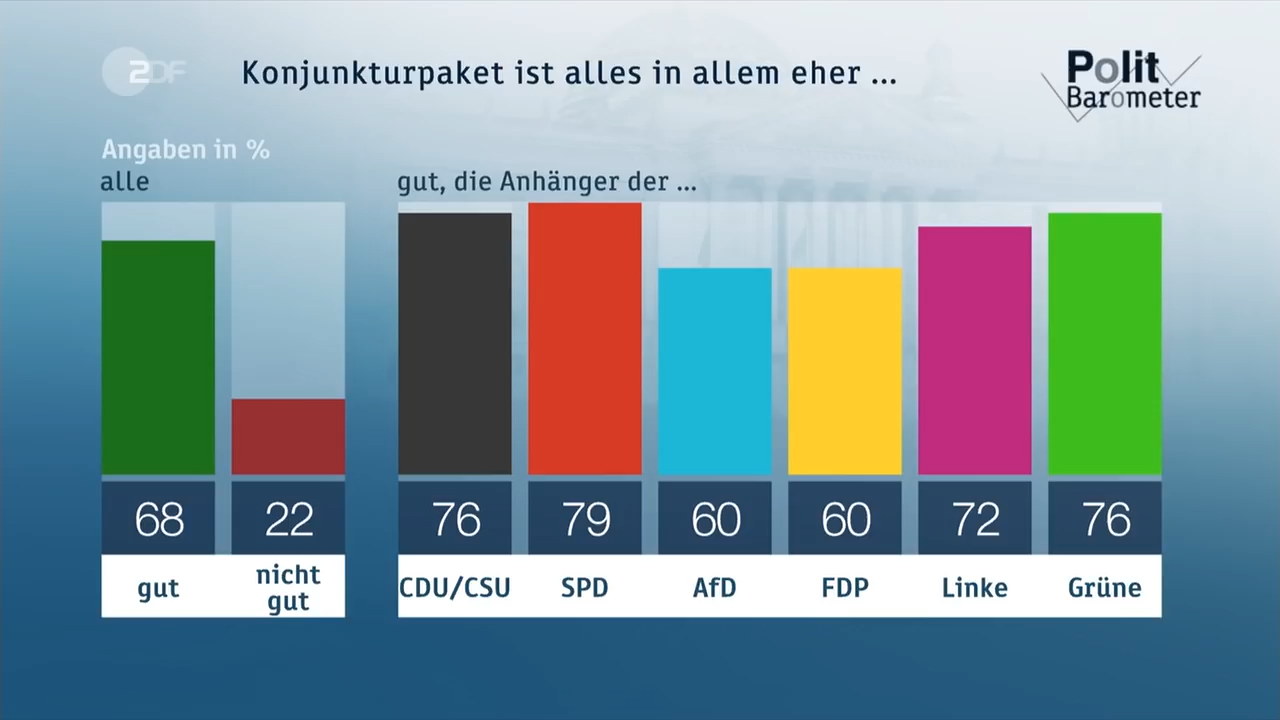 ZDF
Konjunkturpaket ist alles in allem eher ...
Polit
Barometer
Angaben in %
alle
gut, die Anhänger der ...
68 22 76 79 60 60 72 76
gut nicht gut CDU/CSU SPD AfD FDP Linke Grüne